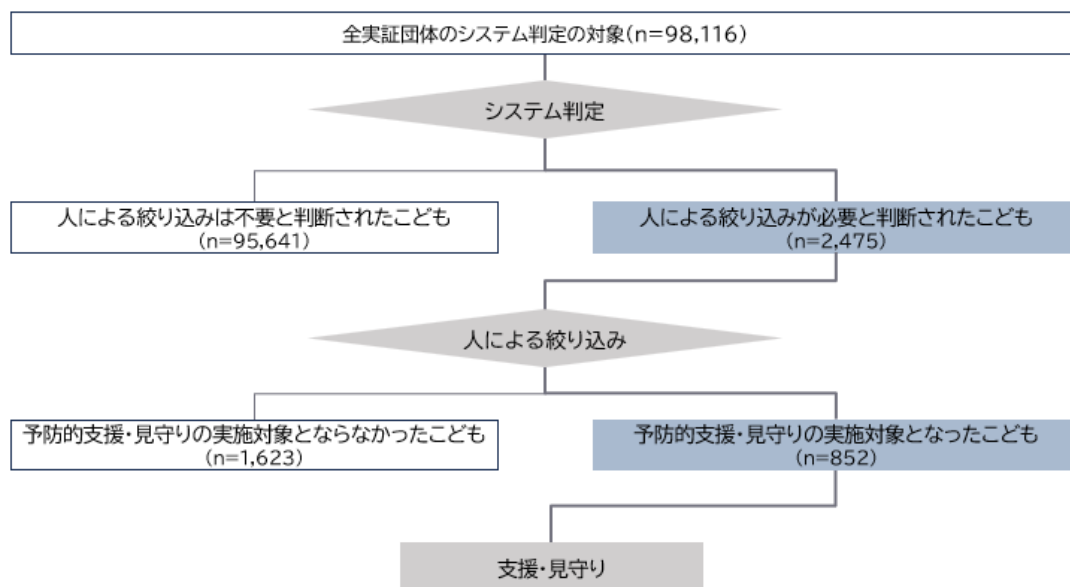 全実証団体のシステム判定の対象(n=98,116)
システム判定
人による絞り込みは不要と判断されたこども
(n=95,641)
人による絞り込みが必要と判断されたこども
(n=2,475)
人による絞り込み
予防的支援・見守りの実施対象とならなかったこども
(n=1,623)
予防的支援・見守りの実施対象となったこども
(n=852)
支援・見守り